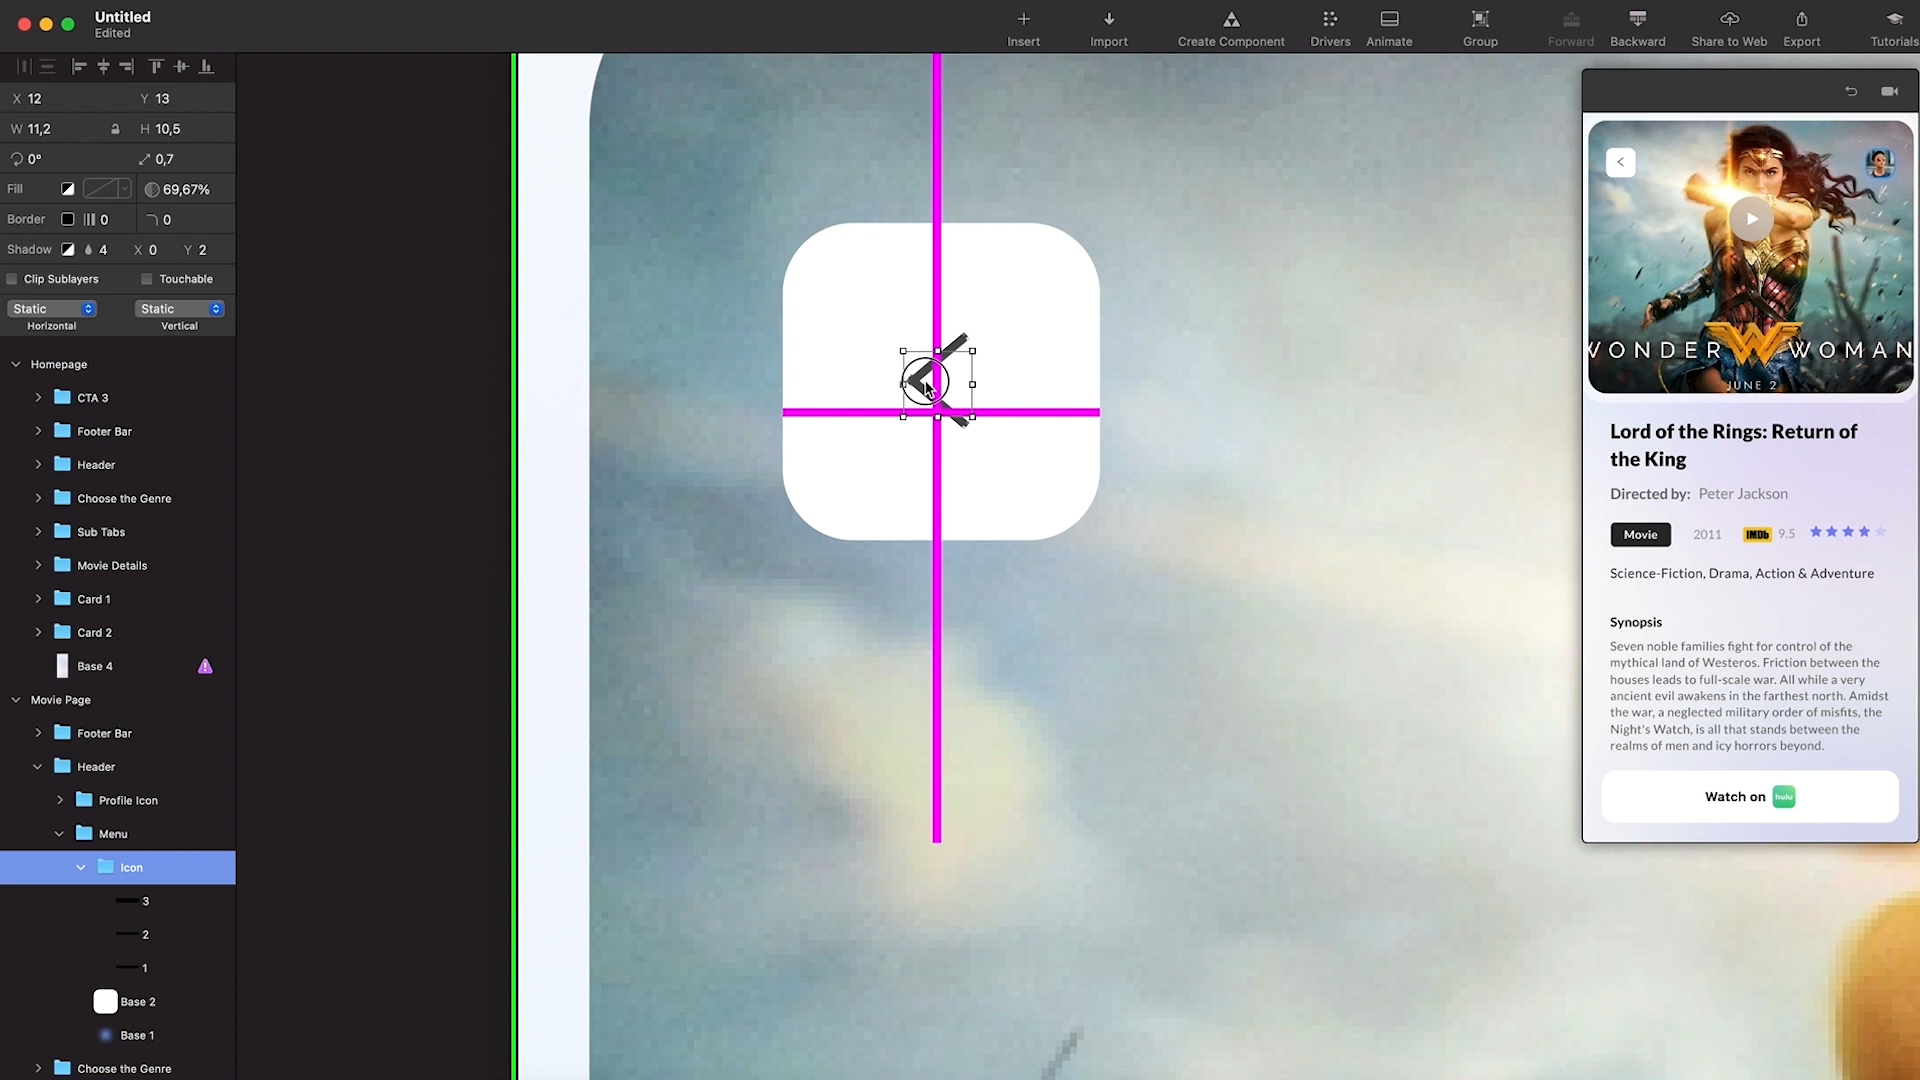 Untitled
Edited
Insert
Import
Create Component
Drivers
Animate
Group
Forward
Backward
Share to Web
Export
Tutorials
X 12
Y 13
W 11,2
H 10,5
0°
0,7
Fill
69,67%
Border
0
0
Shadow
4
X 0
Y 2
Clip Sublayers
Touchable
Static
Static
Horizontal
Vertical
Homepage
CTA 3
Footer Bar
Header
Choose the Genre
Sub Tabs
Movie Details
Card 1
Card 2
Base 4
Movie Page
Footer Bar
Header
Profile Icon
Menu
Icon
3
2
1
Base 2
Base 1
Choose the Genre
WONDER WOMAN
JUNE 2
Lord of the Rings: Return of
the King
Directed by: Peter Jackson
Movie
2011
IMDb
9.5
Science-Fiction, Drama, Action & Adventure
Synopsis
Seven noble families fight for control of the
mythical land of Westeros. Friction between the
houses leads to full-scale war. All while a very
ancient evil awakens in the farthest north. Amidst
the war, a neglected military order of misfits, the
Night's Watch, is all that stands between the
realms of men and icy horrors beyond.
Watch on hulu